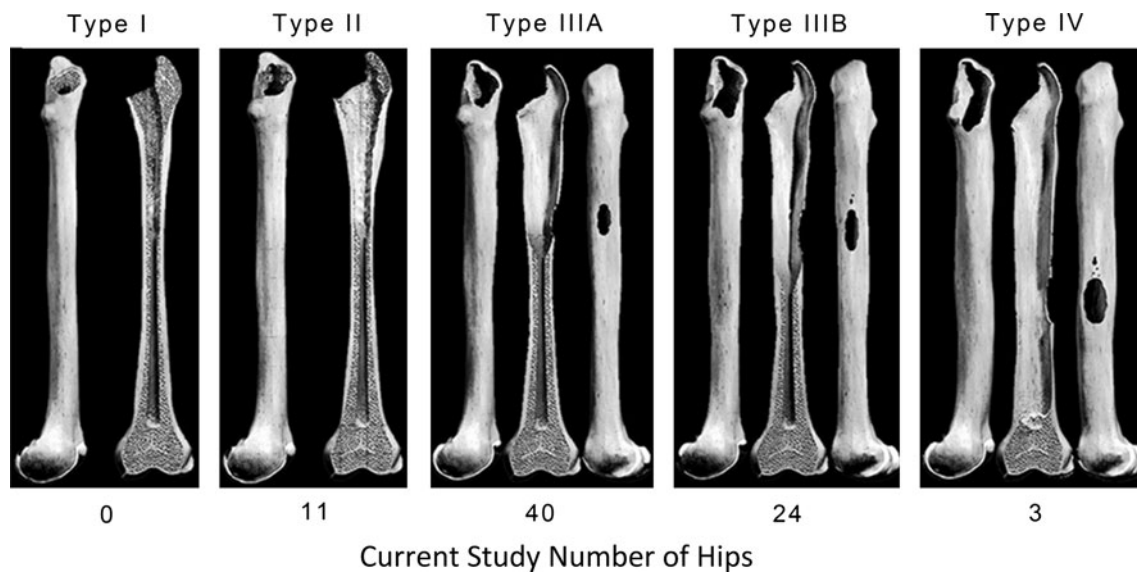 Type I Type II Type IIIA Type IIIB Type IV
0 11 40 24 3
Current Study Number of Hips